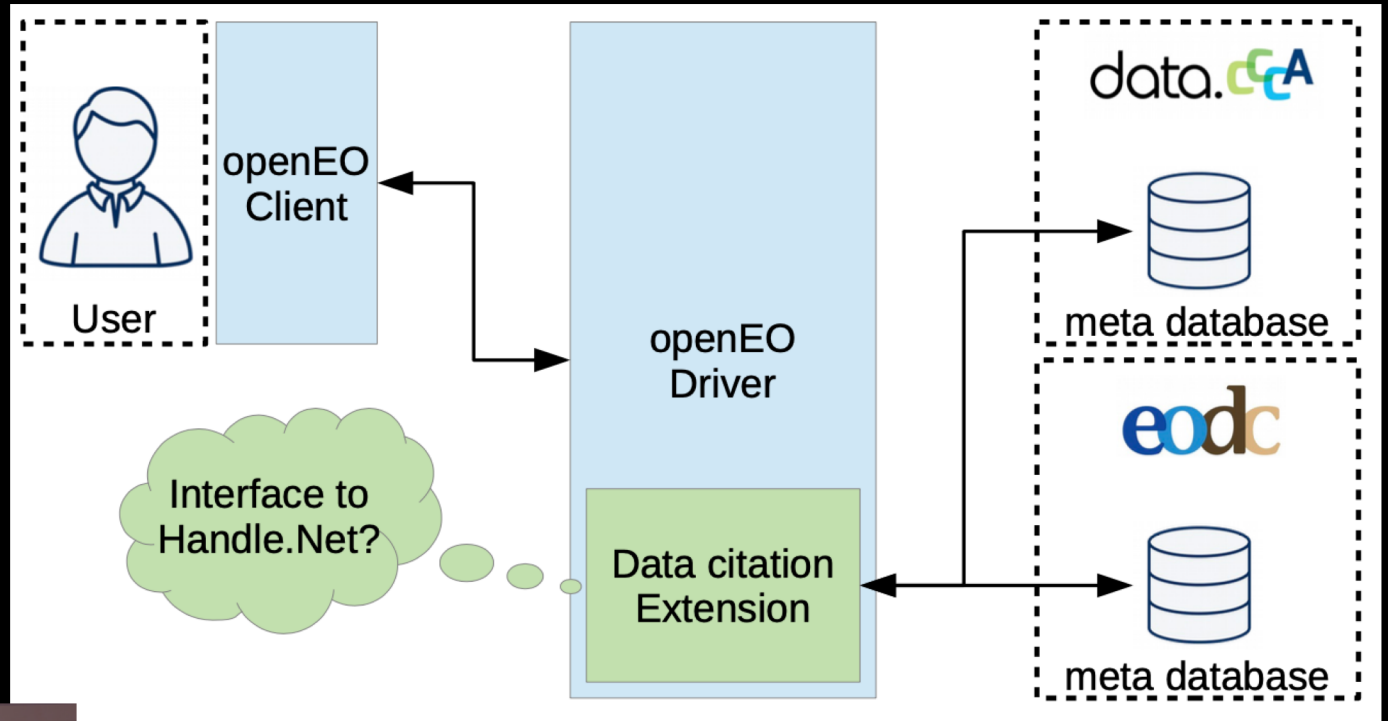 User
openEO
Client
openEO
Driver
Data citation
Extension
Interface to
Handle.Net?
data.CCCA
meta database
eodc
meta database